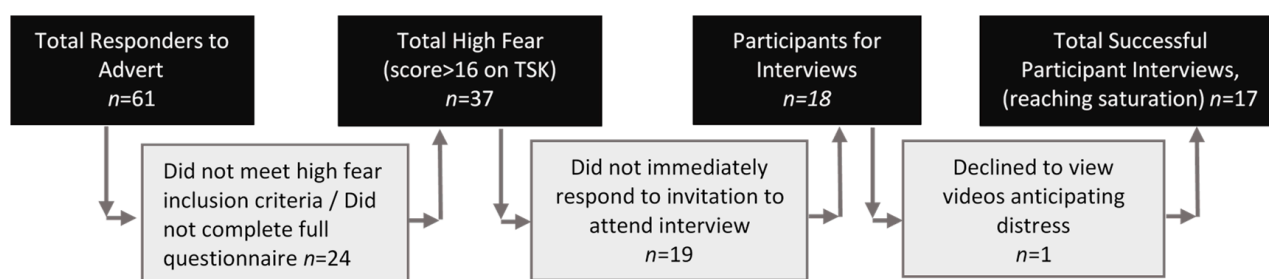 Total Responders to
Advert
n=61
Did not meet high fear
inclusion criteria / Did
not complete full
questionnaire n=24
Total High Fear
(score>16 on TSK)
n=37
Did not immediately
respond to invitation to
attend interview
n=19
Participants for
Interviews
n=18
Declined to view
videos anticipating
distress
n=1
Total Successful
Participant Interviews,
(reaching saturation) n=17